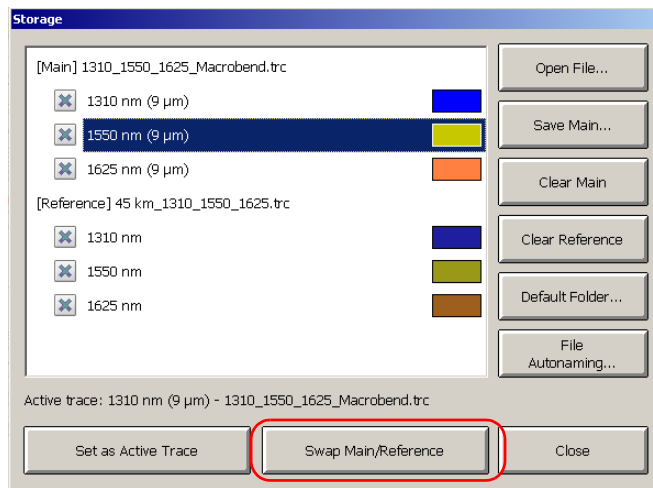 Storage
[Main] 1310_1550_1625_Macrobend.trc
1310 nm (9 µm)
1550 nm (9 µm)
1625 nm (9 µm)
[Reference] 45 km_1310_1550_1625.trc
1310 nm
1550 nm
1625 nm
Open File...
Save Main...
Clear Main
Clear Reference
Default Folder...
File
Autonaming...
Active trace: 1310 nm (9 µm) - 1310_1550_1625_Macrobend.trc
Set as Active Trace
Swap Main/Reference
Close